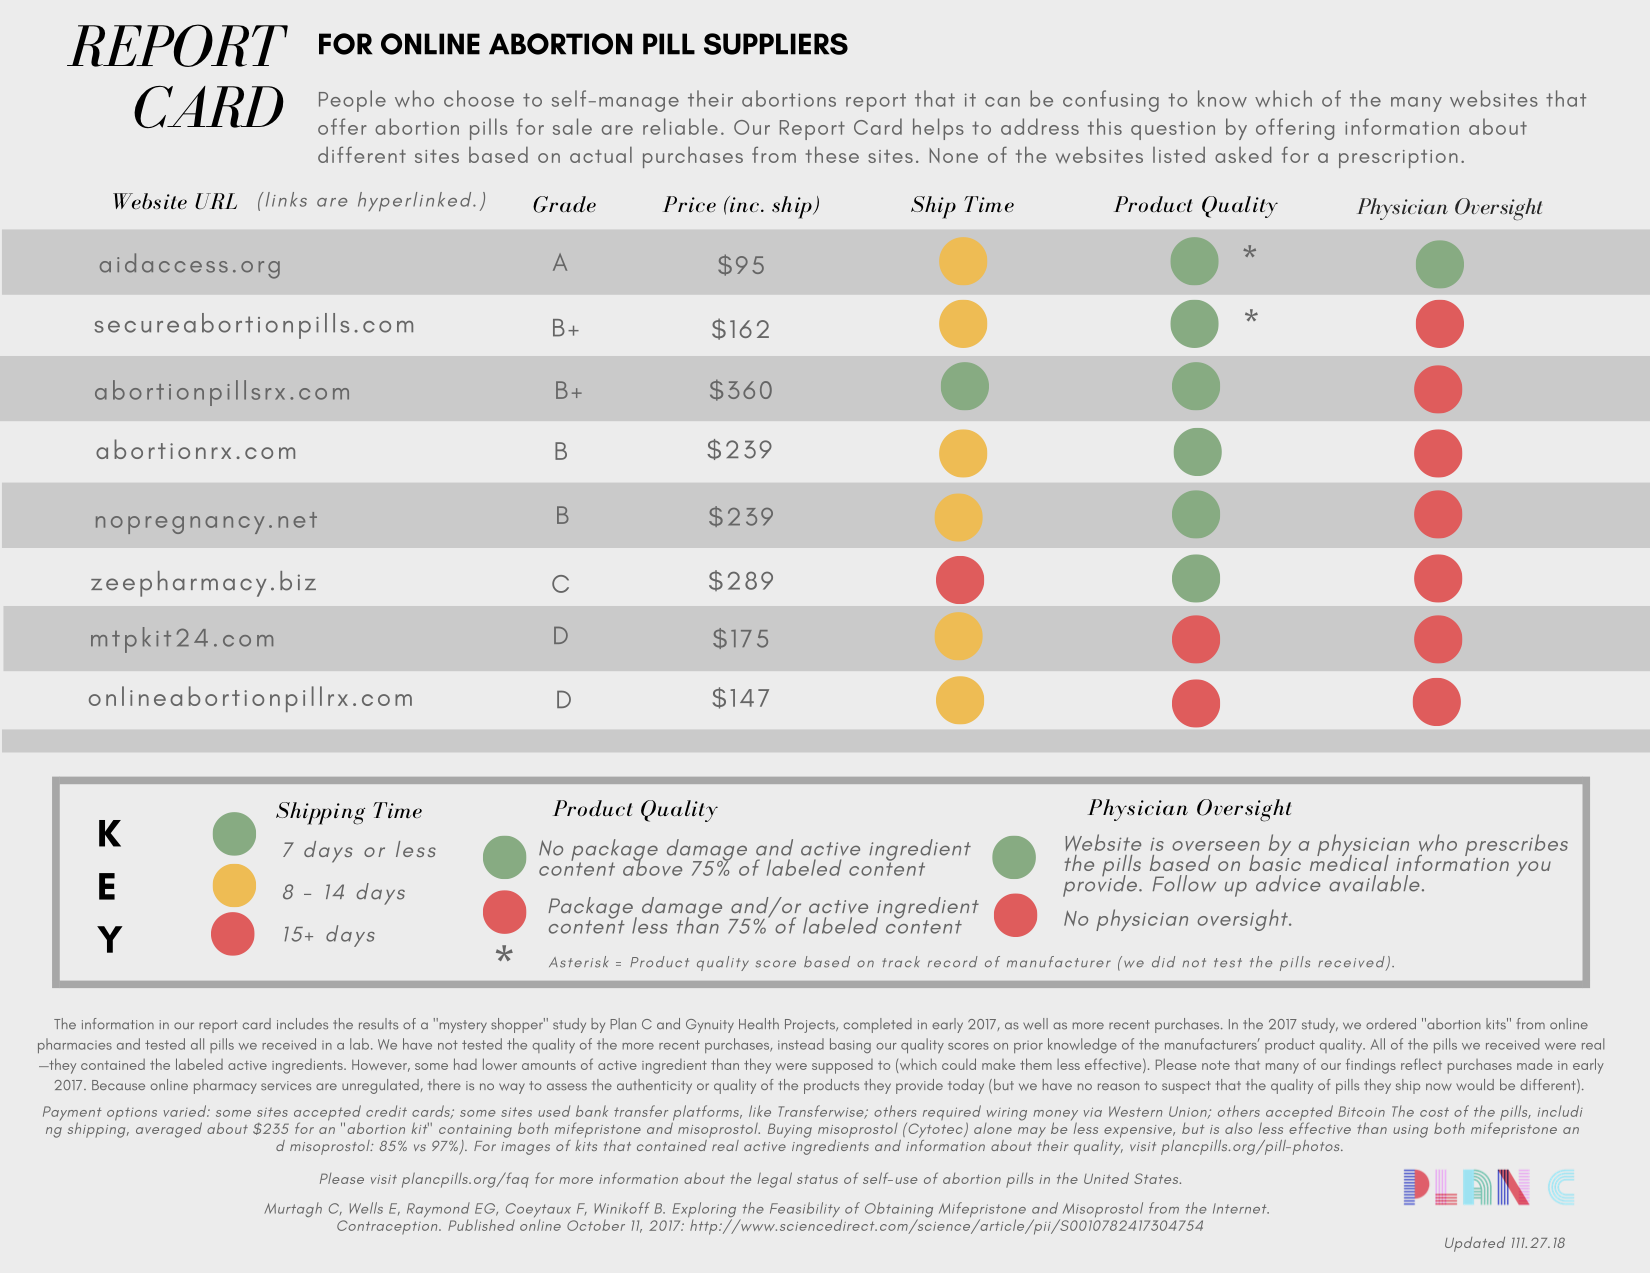 REPORT
CARD
FOR ONLINE ABORTION PILL SUPPLIERS
People who choose to self-manage their abortions report that it can be confusing to know which of the many websites that
offer abortion pills for sale are reliable. Our Report Card helps to address this question by offering information about
different sites based on actual purchases from these sites. None of the websites listed asked for a prescription.
Website URL (links are hyperlinked.) Grade Price (inc. ship) Ship Time Product Quality Physician Oversight
aidaccess.org A $95 *
secureabortionpills.com B+ $162 *
abortionpillsrx.com B+ $360
abortionrx.com B $239
nopregnancy.net B $239
zeepharmacy.biz C $289
mtpkit24.com D $175
onlineabortionpillrx.com D $147
K
E
Y
Shipping Time
7 days or less
8 - 14 days
15+ days
Product Quality
No package damage and active ingredient
content above 75% of labeled content
Package damage and/or active ingredient
content less than 75% of labeled content
* Asterisk = Product quality score based on track record of manufacturer (we did not test the pills received).
Physician Oversight
Website is overseen by a physician who prescribes
the pills based on basic medical information you
provide. Follow up advice available.
No physician oversight.
The information in our report card includes the results of a "mystery shopper" study by Plan C and Gynuity Health Projects, completed in early 2017, as well as more recent purchases. In the 2017 study, we ordered "abortion kits" from online
pharmacies and tested all pills we received in a lab. We have not tested the quality of the more recent purchases, instead basing our quality scores on prior knowledge of the manufacturers' product quality. All of the pills we received were real
—they contained the labeled active ingredients. However, some had lower amounts of active ingredient than they were supposed to (which could make them less effective). Please note that many of our findings reflect purchases made in early
2017. Because online pharmacy services are unregulated, there is no way to assess the authenticity or quality of the products they provide today (but we have no reason to suspect that the quality of pills they ship now would be different).
Payment options varied: some sites accepted credit cards; some sites used bank transfer platforms, like Transferwise; others required wiring money via Western Union; others accepted Bitcoin The cost of the pills, includi
ng shipping, averaged about $235 for an "abortion kit" containing both mifepristone and misoprostol. Buying misoprostol (Cytotec) alone may be less expensive, but is also less effective than using both mifepristone an
d misoprostol: 85% vs 97%). For images of kits that contained real active ingredients and information about their quality, visit plancpills.org/pill-photos.
Please visit plancpills.org/faq for more information about the legal status of self-use of abortion pills in the United States.
Murtagh C, Wells E, Raymond EG, Coeytaux F, Winikoff B. Exploring the Feasibility of Obtaining Mifepristone and Misoprostol from the Internet.
Contraception. Published online October 11, 2017: http://www.sciencedirect.com/science/article/pii/S0010782417304754
PLAN C
Updated 111.27.18